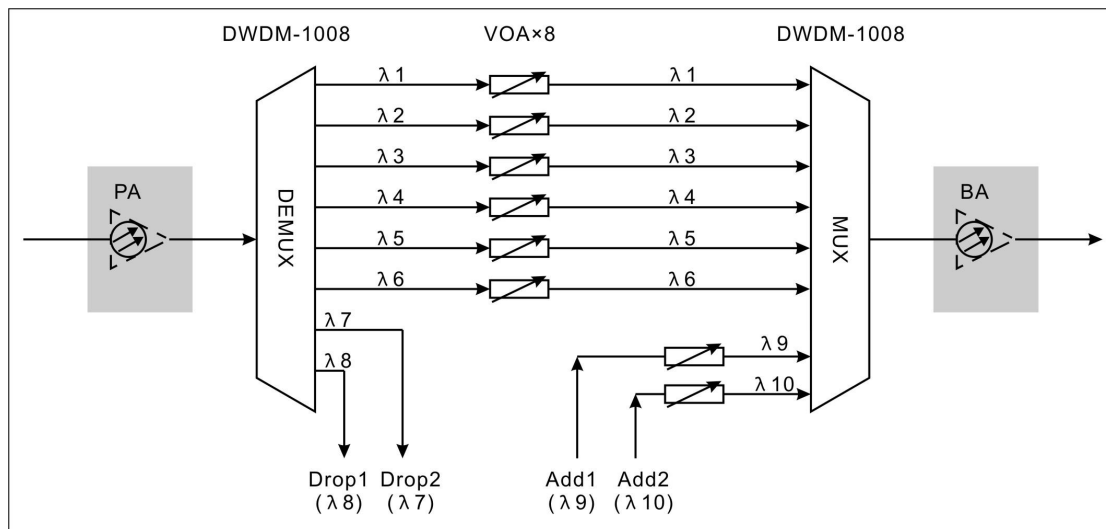 DWDM-1008 VOA×8 DWDM-1008
λ1 λ1
λ2 λ2
λ3 λ3
PA BA
λ4 λ4
DEMUX MUX
λ5 λ5
λ6 λ6
λ7
λ8 λ9
λ10
Drop1 Drop2 Add1 Add2
(λ8) (λ7) (λ9) (λ10)